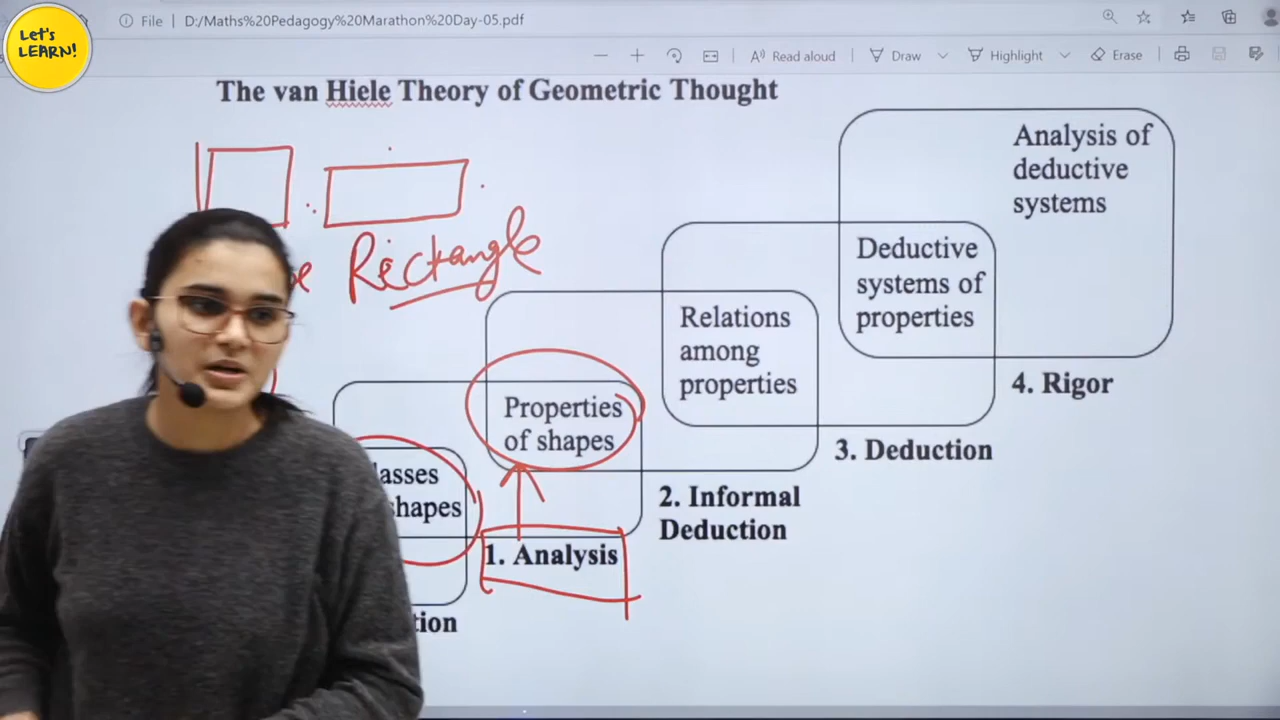 Let's
LEARN!
File
D:/Maths%20Pedagogy%20Marathon%20Day-05.pdf
Read aloud
Draw
Highlight
Erase
The van Hiele Theory of Geometric Thought
Rectangle
Analysis of
deductive
systems
Deductive
systems of
properties
4. Rigor
Relations
among
properties
3. Deduction
Properties
of shapes
2. Informal
Deduction
asses
hapes
1. Analysis
tion